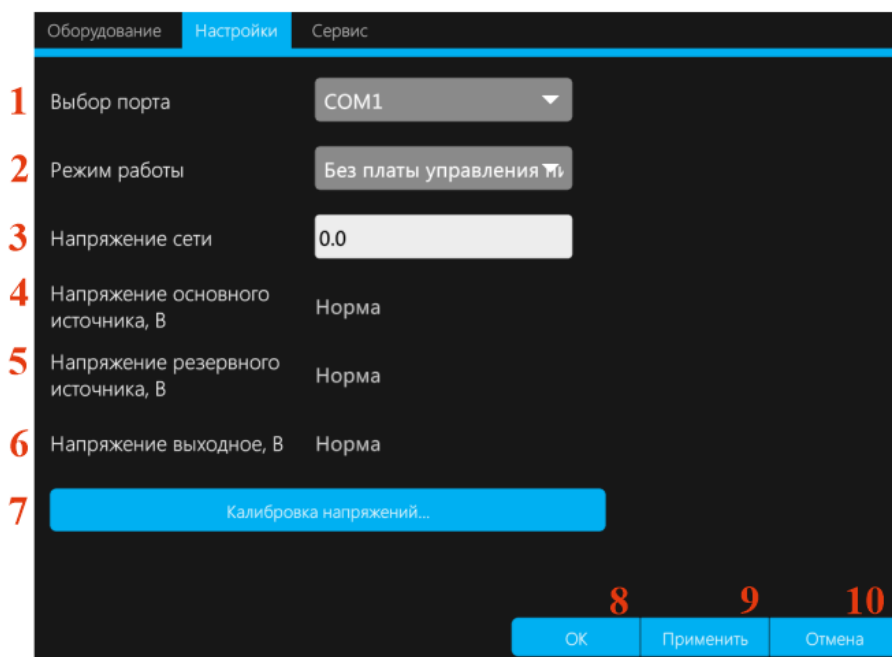 Оборудование Настройки Сервис
1 Выбор порта COM1
2 Режим работы Без платы управления
3 Напряжение сети 0.0
4 Напряжение основного
источника, В Норма
5 Напряжение резервного
источника, В Норма
6 Напряжение выходное, В Норма
7 Калибровка напряжений...
8 9 10
OK Применить Отмена